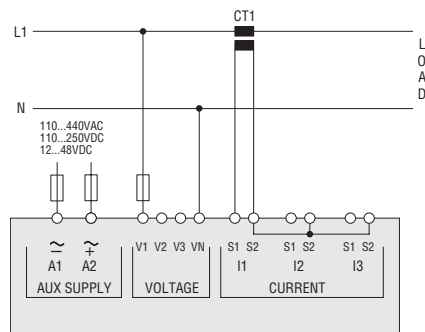 CT1
L1
L
O
A
D
N
110...440VAC
110...250VDC
12...48VDC
V1 V2 V3 VN S1 S2 S1 S2 S1 S2
A1 A2 I1 I2 I3
AUX SUPPLY VOLTAGE CURRENT